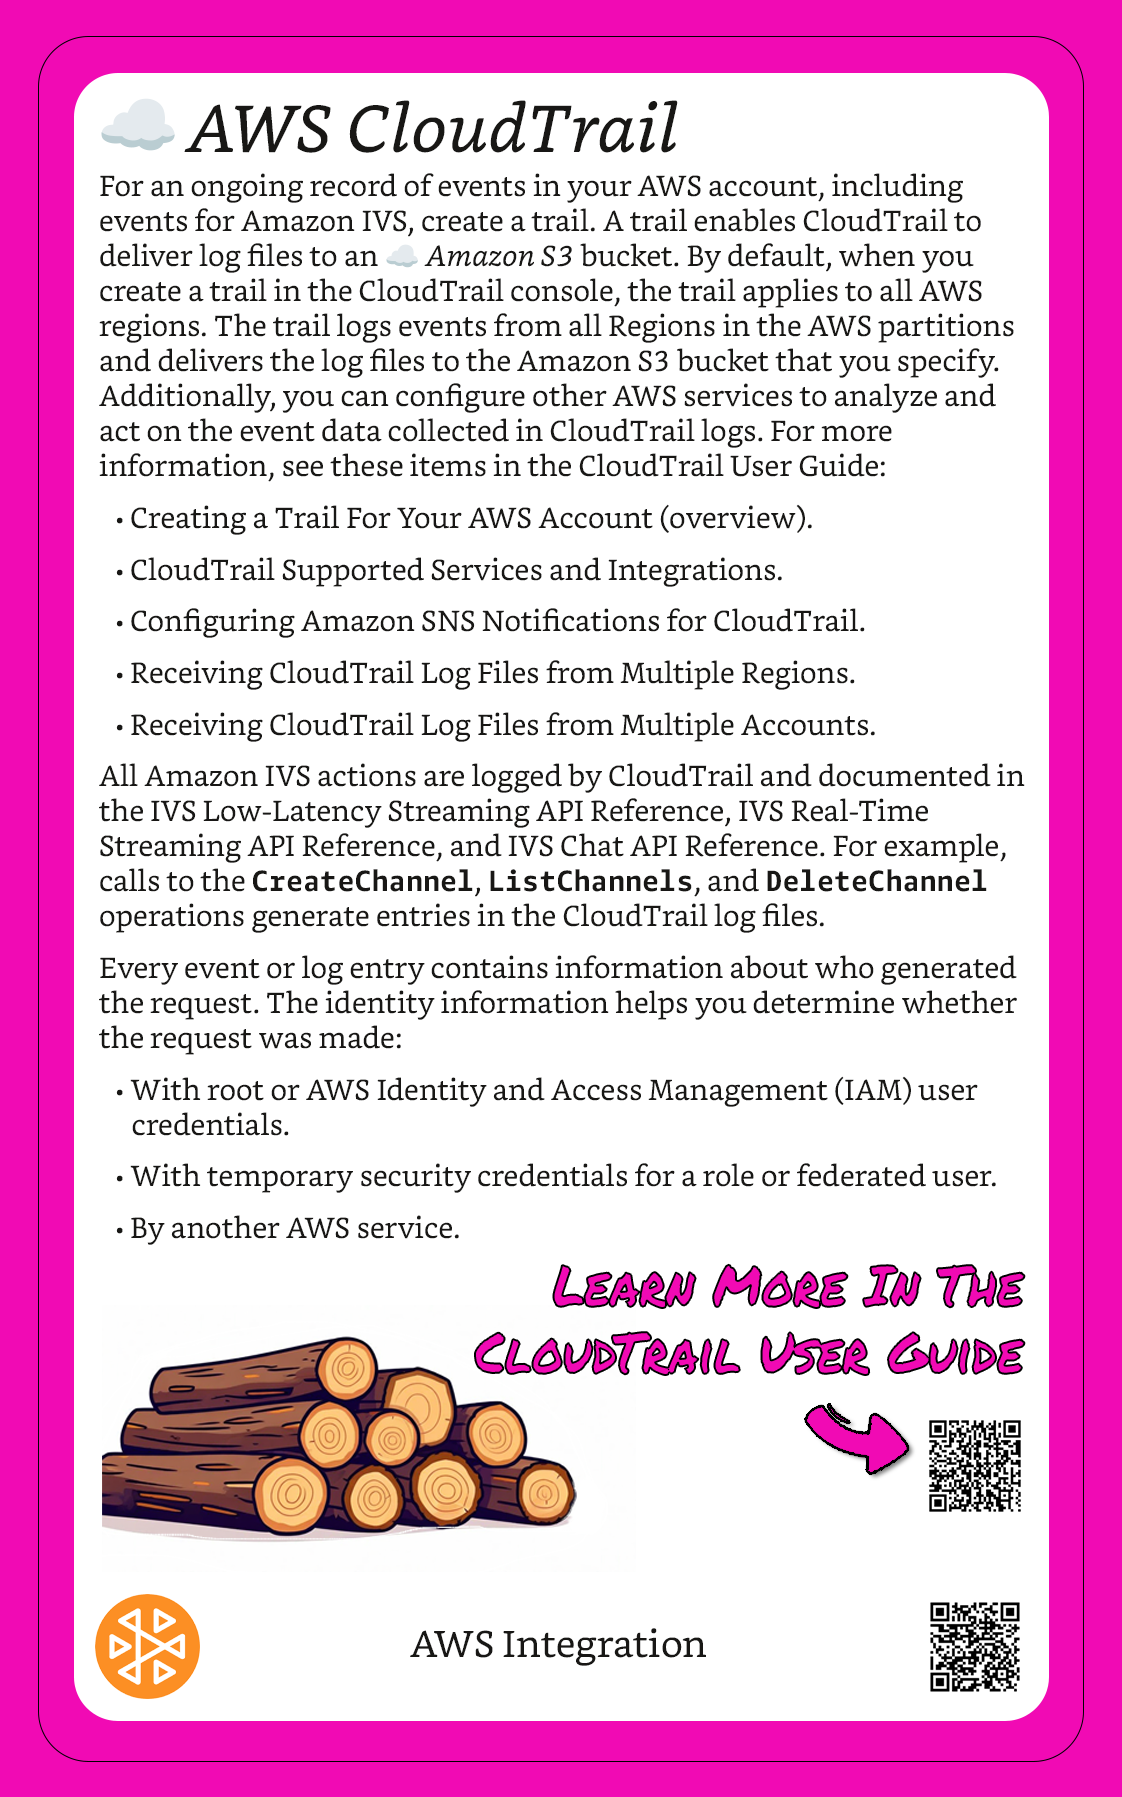 ☁️ AWS CloudTrail
For an ongoing record of events in your AWS account, including
events for Amazon IVS, create a trail. A trail enables CloudTrail to
deliver log files to an ☁️ Amazon S3 bucket. By default, when you
create a trail in the CloudTrail console, the trail applies to all AWS
regions. The trail logs events from all Regions in the AWS partitions
and delivers the log files to the Amazon S3 bucket that you specify.
Additionally, you can configure other AWS services to analyze and
act on the event data collected in CloudTrail logs. For more
information, see these items in the CloudTrail User Guide:
• Creating a Trail For Your AWS Account (overview).
• CloudTrail Supported Services and Integrations.
• Configuring Amazon SNS Notifications for CloudTrail.
• Receiving CloudTrail Log Files from Multiple Regions.
• Receiving CloudTrail Log Files from Multiple Accounts.
All Amazon IVS actions are logged by CloudTrail and documented in
the IVS Low-Latency Streaming API Reference, IVS Real-Time
Streaming API Reference, and IVS Chat API Reference. For example,
calls to the CreateChannel, ListChannels, and DeleteChannel
operations generate entries in the CloudTrail log files.
Every event or log entry contains information about who generated
the request. The identity information helps you determine whether
the request was made:
• With root or AWS Identity and Access Management (IAM) user
credentials.
• With temporary security credentials for a role or federated user.
• By another AWS service.
Learn More In The
CloudTrail User Guide
AWS Integration